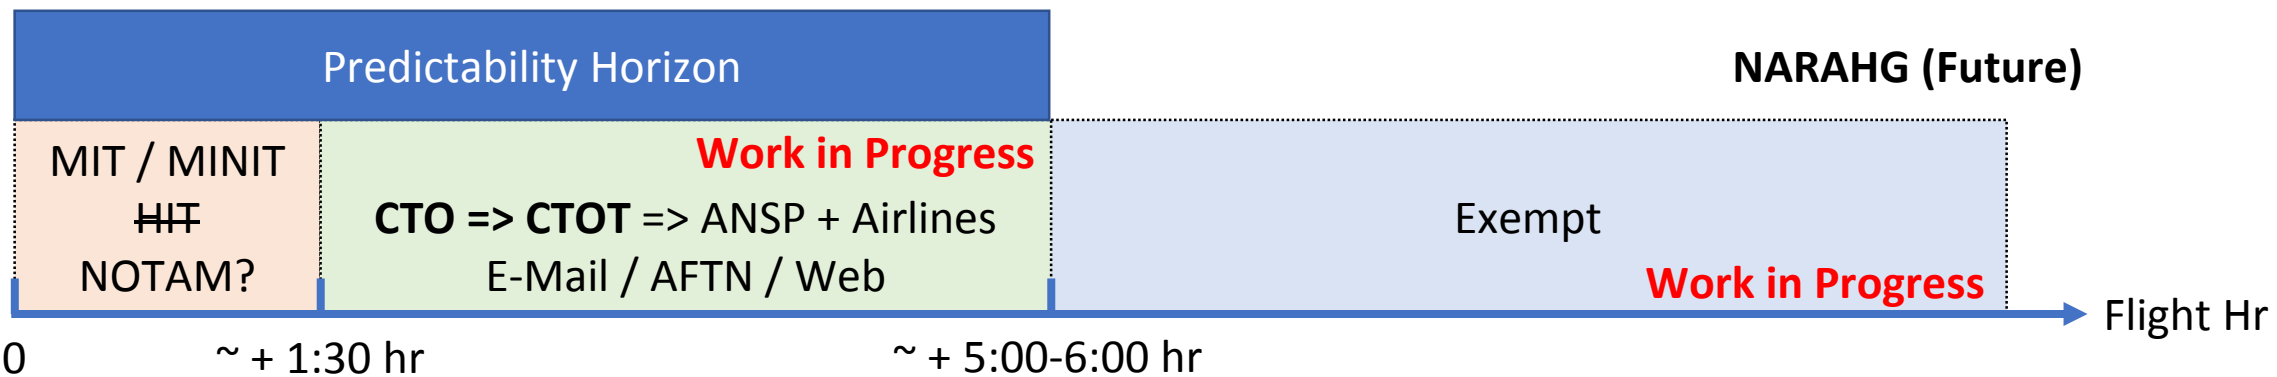 Predictability Horizon
NARAHG (Future)
MIT / MINIT
HIT
NOTAM?
Work in Progress
CTO => CTOT => ANSP + Airlines
E-Mail / AFTN / Web
Exempt
Work in Progress
Flight Hr
0
~ + 1:30 hr
~ + 5:00-6:00 hr